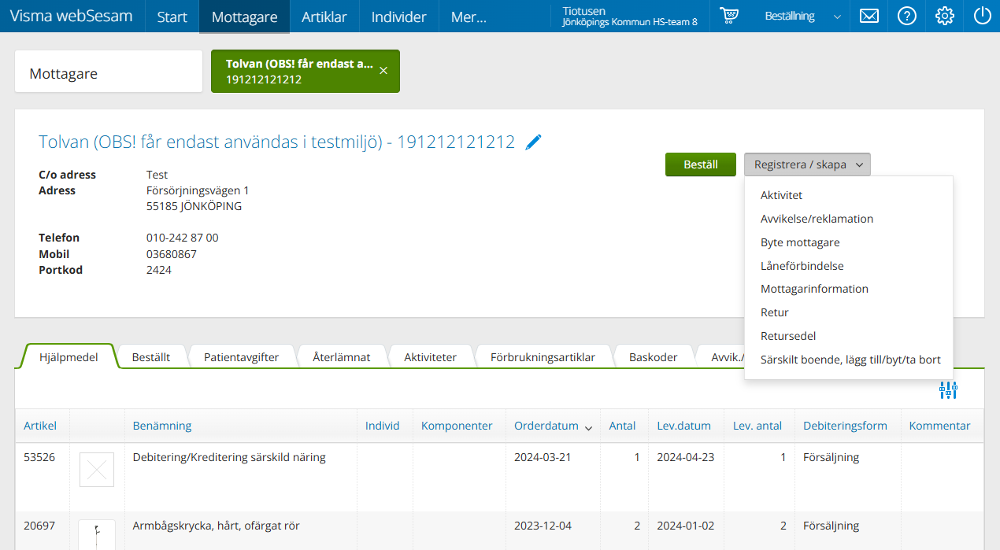 Visma webSesam Start Mottagare Artiklar Individer Mer... Tiotusen Beställning
Jönköpings Kommun HS-team 8
Mottagare
Tolvan (OBS! får endast a...
191212121212
Tolvan (OBS! får endast användas i testmiljö) - 191212121212
Beställ Registrera / skapa
C/o adress Test
Adress Försörjningsvägen 1
55185 JÖNKÖPING
Telefon 010-242 87 00
Mobil 03680867
Portkod 2424
Aktivitet
Avvikelse/reklamation
Byte mottagare
Låneförbindelse
Mottagarinformation
Retur
Retursedel
Särskilt boende, lägg till/byt/ta bort
Hjälpmedel Beställt Patientavgifter Återlämnat Aktiviteter Förbrukningsartiklar Baskoder Avvik./
Artikel Benämning Individ Komponenter Orderdatum Antal Lev.datum Lev. antal Debiteringsform Kommentar
53526 Debitering/Kreditering särskild näring 2024-03-21 1 2024-04-23 1 Försäljning
20697 Armbågskrycka, hårt, ofärgat rör 2023-12-04 2 2024-01-02 2 Försäljning